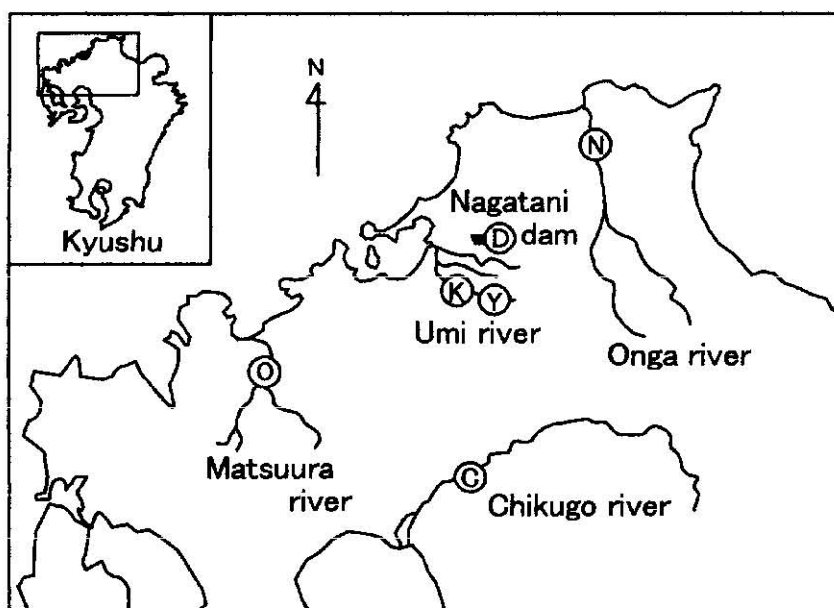 Kyushu
N
N
Nagatani
D dam
K Y
Umi river
Onga river
O
Matsuura
river
C
Chikugo river